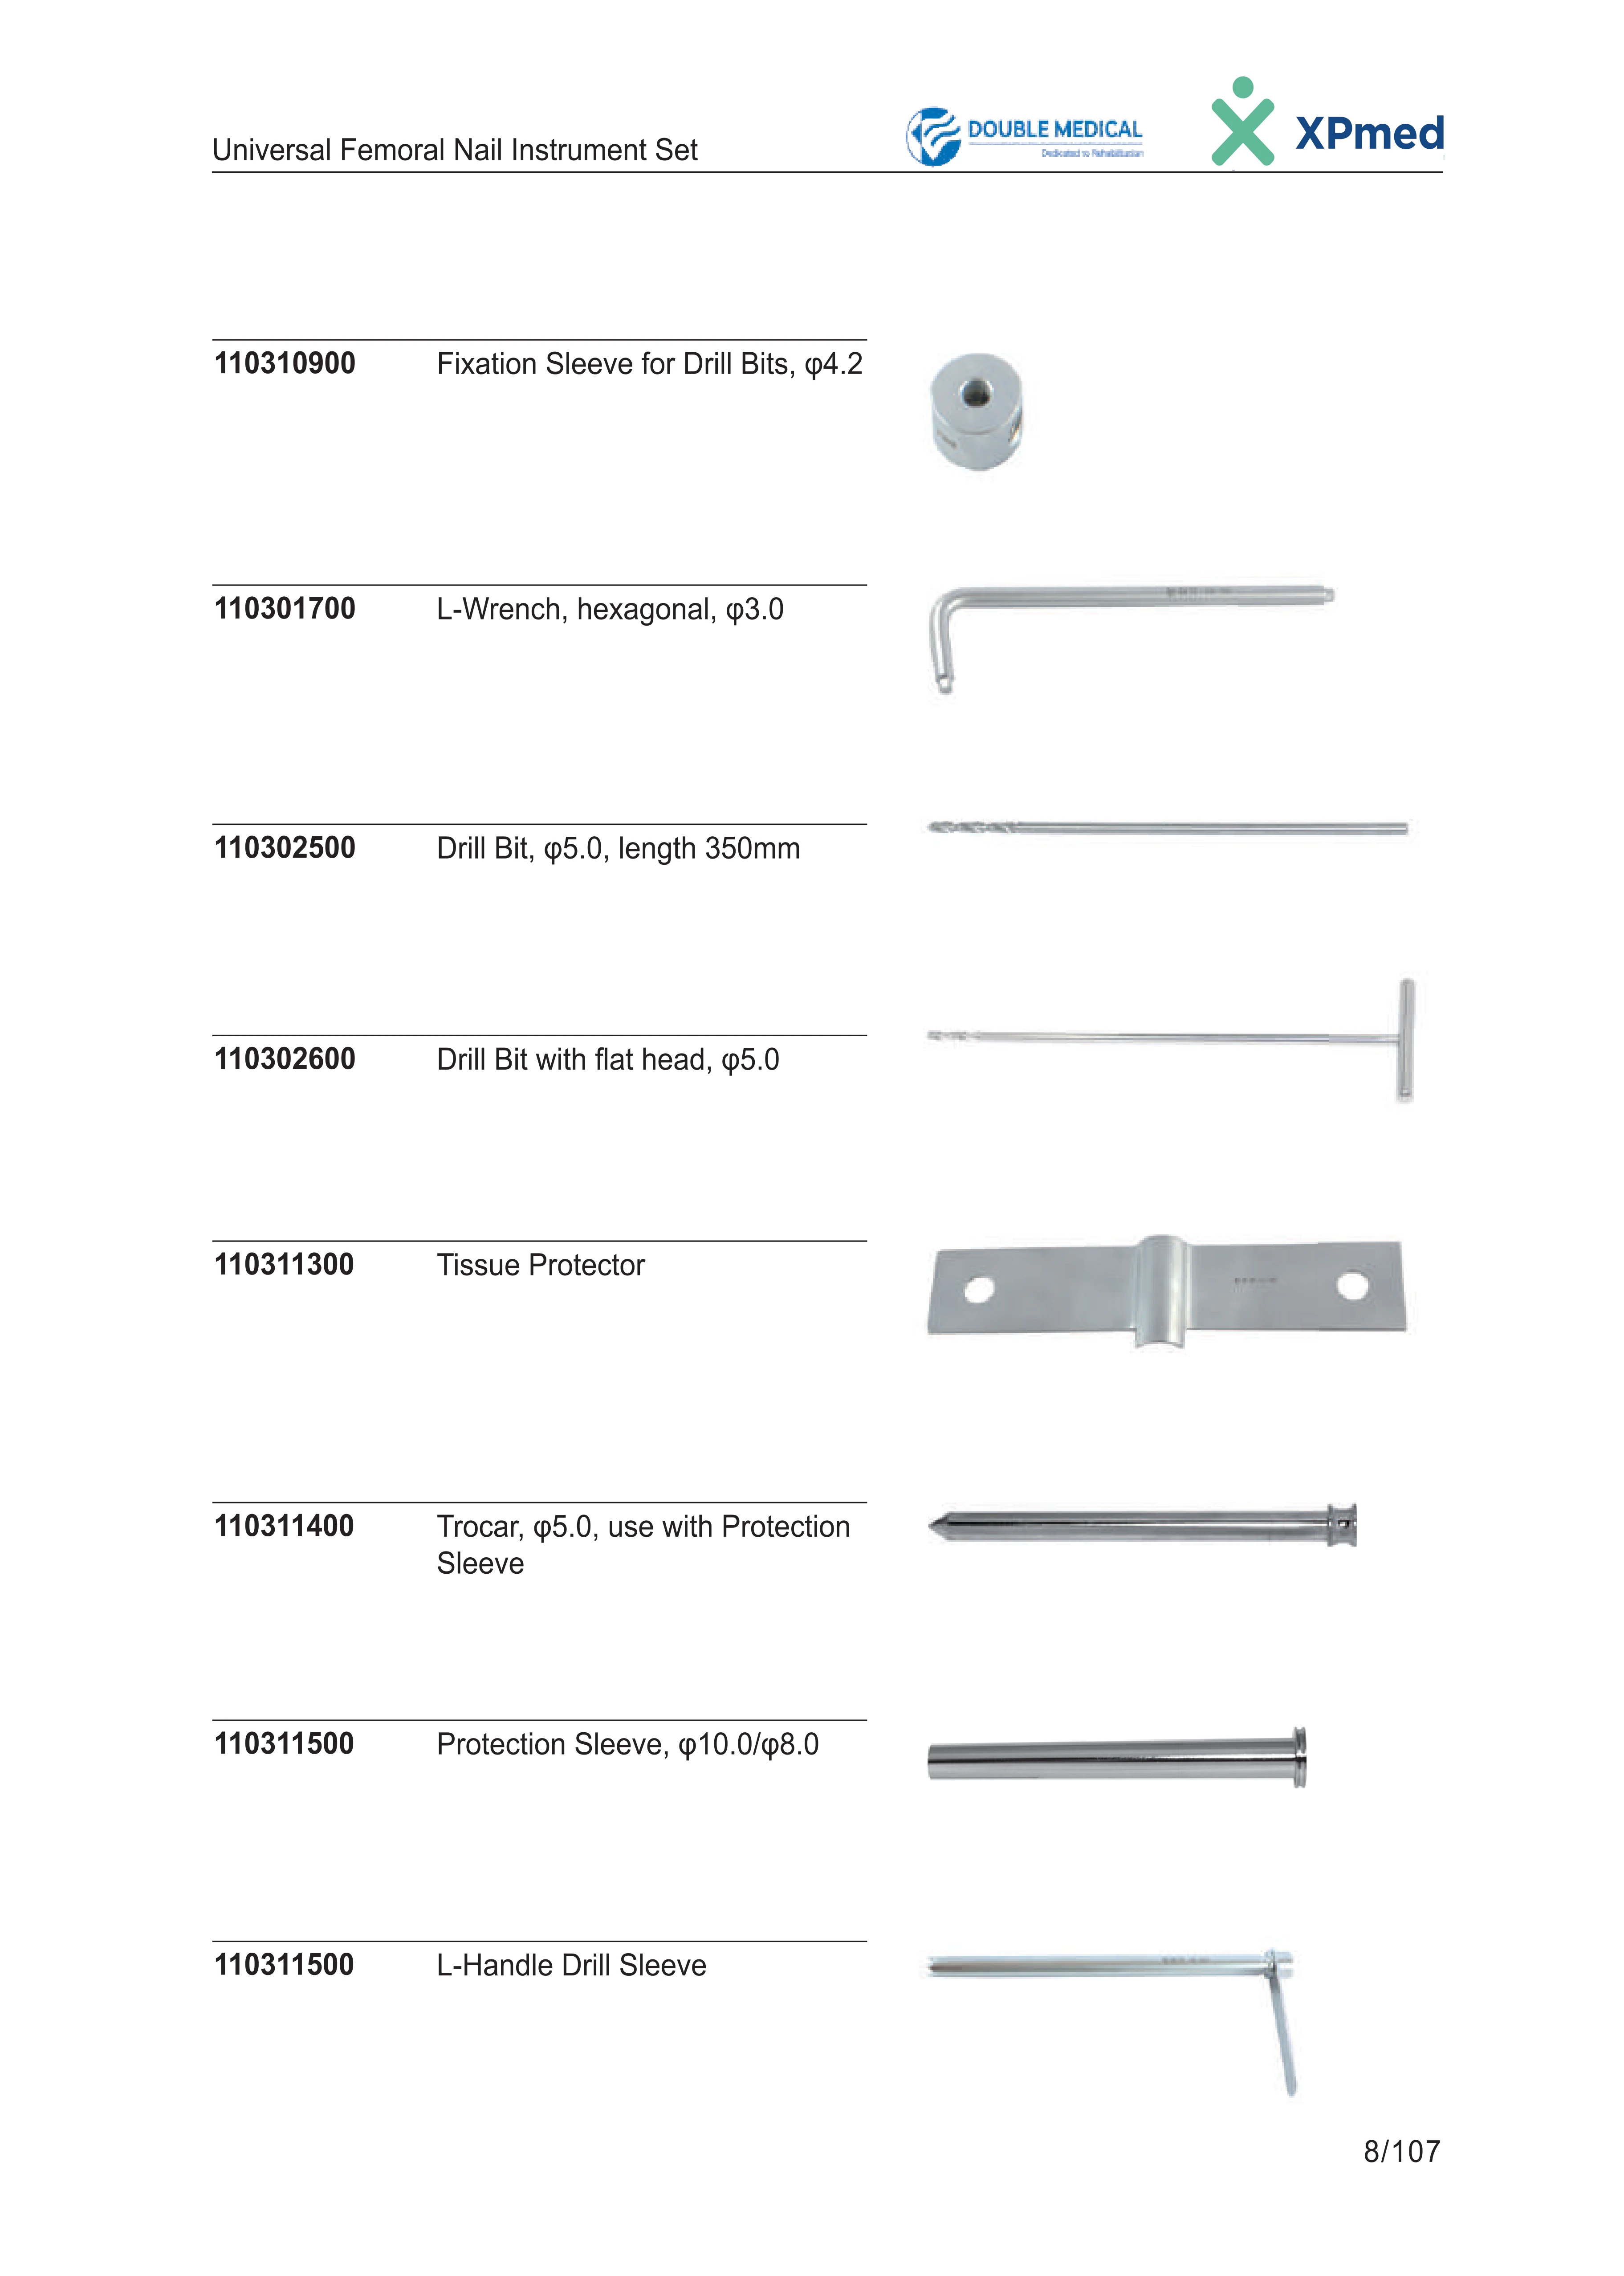 Universal Femoral Nail Instrument Set
DOUBLE MEDICAL
Dedicated to Rehabilitation
XPmed
110310900 Fixation Sleeve for Drill Bits, φ4.2
110301700 L-Wrench, hexagonal, φ3.0
110302500 Drill Bit, φ5.0, length 350mm
110302600 Drill Bit with flat head, φ5.0
110311300 Tissue Protector
110311400 Trocar, φ5.0, use with Protection
Sleeve
110311500 Protection Sleeve, φ10.0/φ8.0
110311500 L-Handle Drill Sleeve
8/107